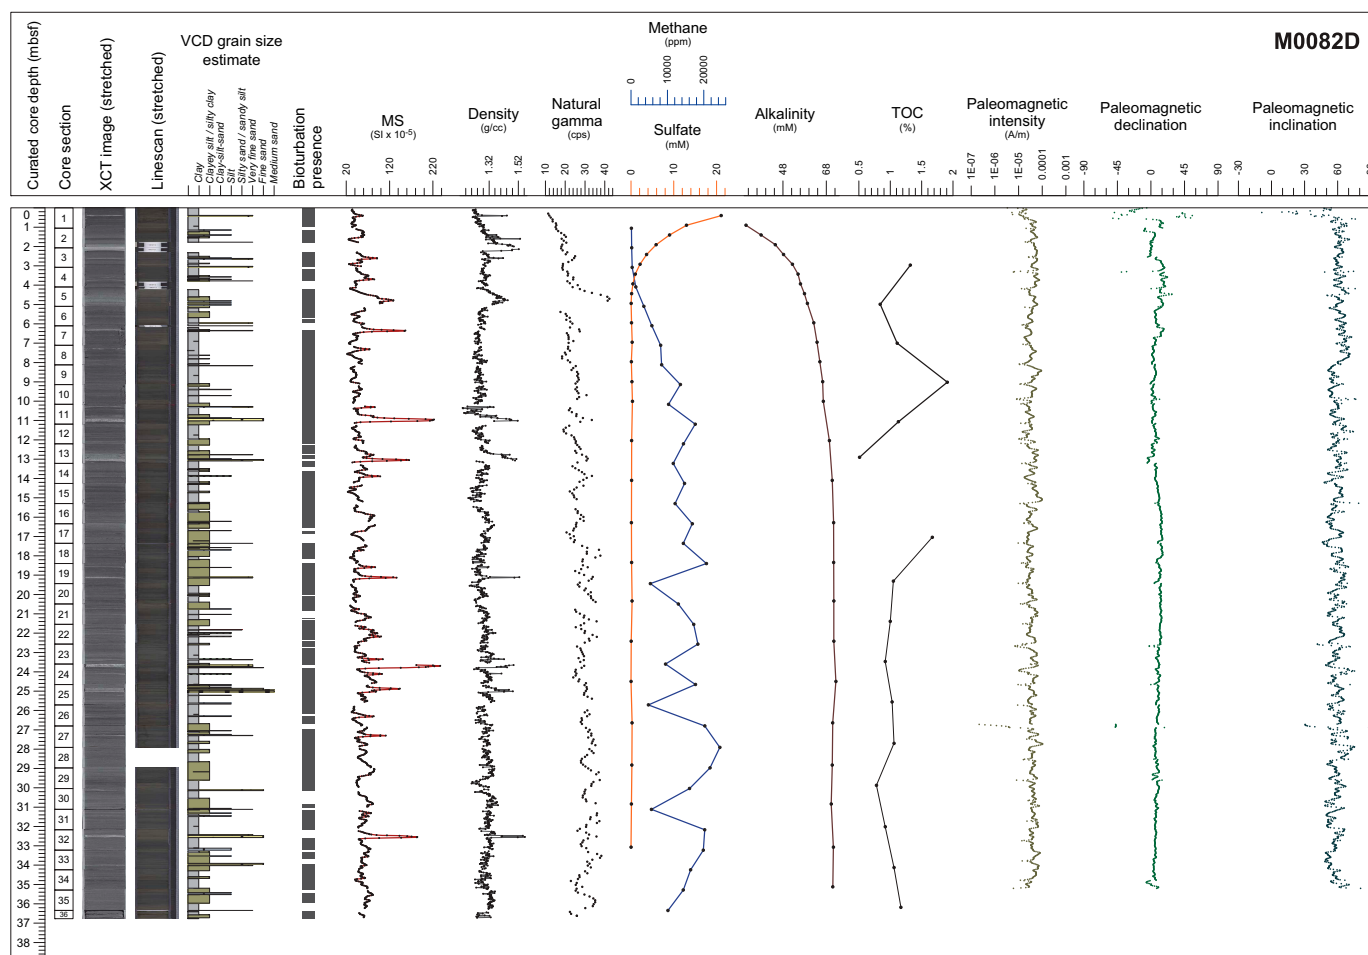 M0082D
Curated core depth (mbsf)
Core section
XCT image (stretched)
Linescan (stretched)
VCD grain size
estimate
Clay
Clayey silt / silty clay
Clay-silt-sand
Silt
Silty sand / sandy silt
Very fine sand
Fine sand
Medium sand
Bioturbation
presence
MS
(SI x 10-5)
20 120 220
Density
(g/cc)
1.32 1.52
Natural
gamma
(cps)
10 20 30 40
Methane
(ppm)
0 10000 20000
Sulfate
(mM)
0 10 20
Alkalinity
(mM)
48 68
TOC
(%)
0.5 1 1.5 2
Paleomagnetic
intensity
(A/m)
1E-07 1E-06 1E-05 0.0001 0.001
Paleomagnetic
declination
-90 -45 0 45 90
Paleomagnetic
inclination
-30 0 30 60
0
1
2
3
4
5
6
7
8
9
10
11
12
13
14
15
16
17
18
19
20
21
22
23
24
25
26
27
28
29
30
31
32
33
34
35
36
37
38
1
2
3
4
5
6
7
8
9
10
11
12
13
14
15
16
17
18
19
20
21
22
23
24
25
26
27
28
29
30
31
32
33
34
35
36